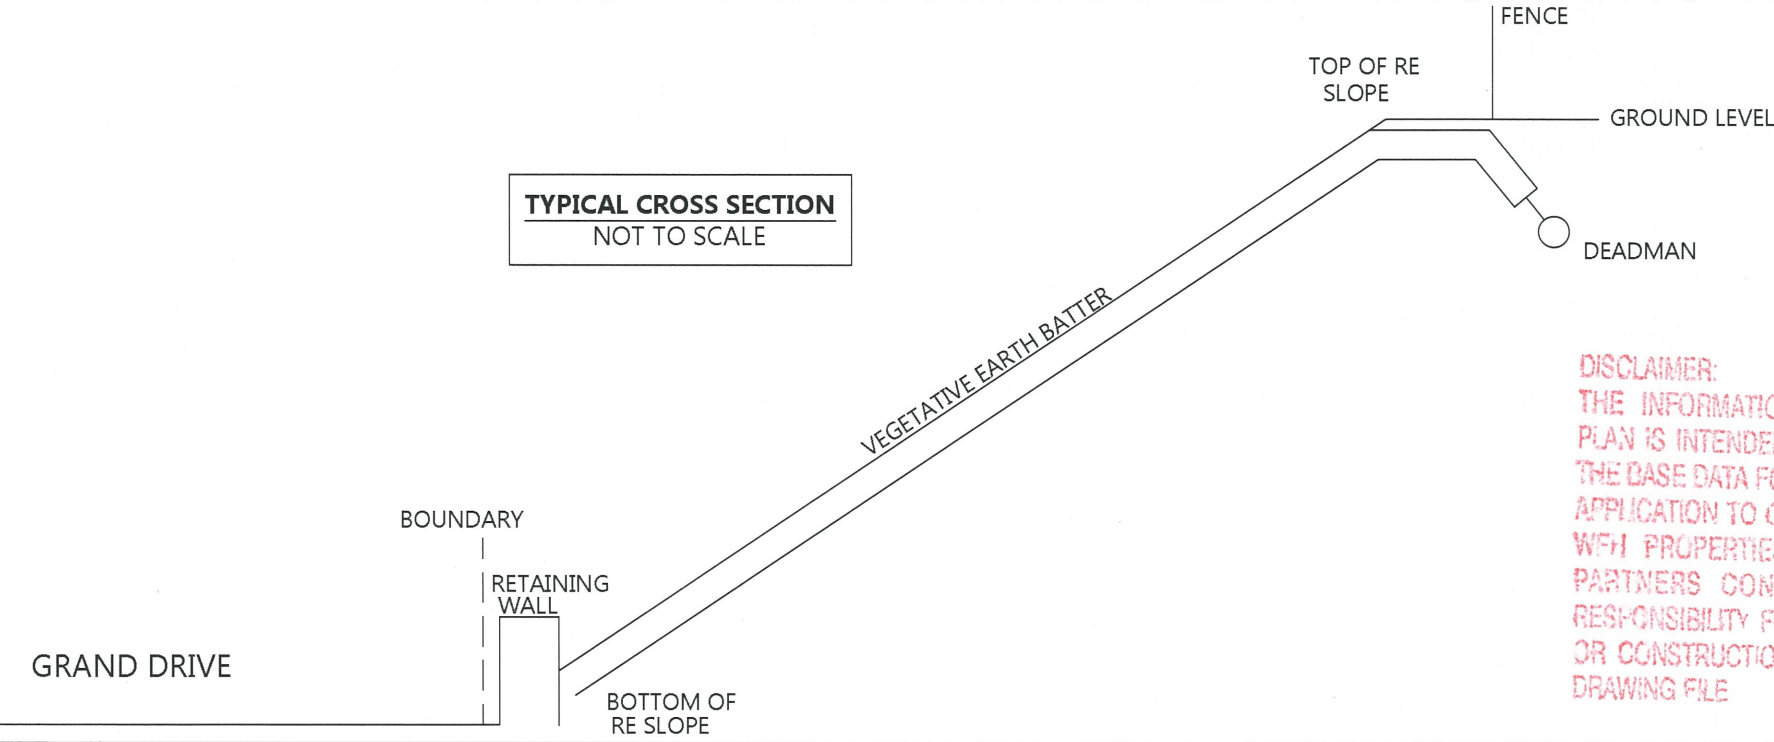 FENCE
TOP OF RE
SLOPE
GROUND LEVEL
TYPICAL CROSS SECTION
NOT TO SCALE
DEADMAN
VEGETATIVE EARTH BATTER
DISCLAIMER:
THE INFORMATIO
PLAN IS INTENDE
THE BASE DATA FO
APPLICATION TO C
WFH PROPERTIE
PARTNERS CON
RESPONSIBILITY F
OR CONSTRUCTIO
DRAWING FILE
BOUNDARY
RETAINING
WALL
GRAND DRIVE
BOTTOM OF
RE SLOPE